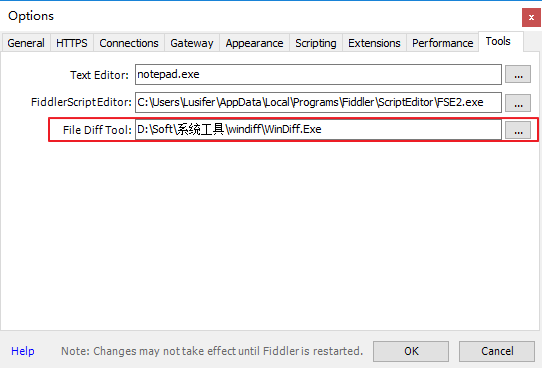 Options x
General HTTPS Connections Gateway Appearance Scripting Extensions Performance Tools
Text Editor: notepad.exe ...
FiddlerScript Editor: C:\Users\Lusifer\AppData\Local\Programs\Fiddler\ScriptEditor\FSE2.exe ...
File Diff Tool: D:\Soft\系统工具\windiff\WinDiff.Exe ...
Help Note: Changes may not take effect until Fiddler is restarted. OK Cancel